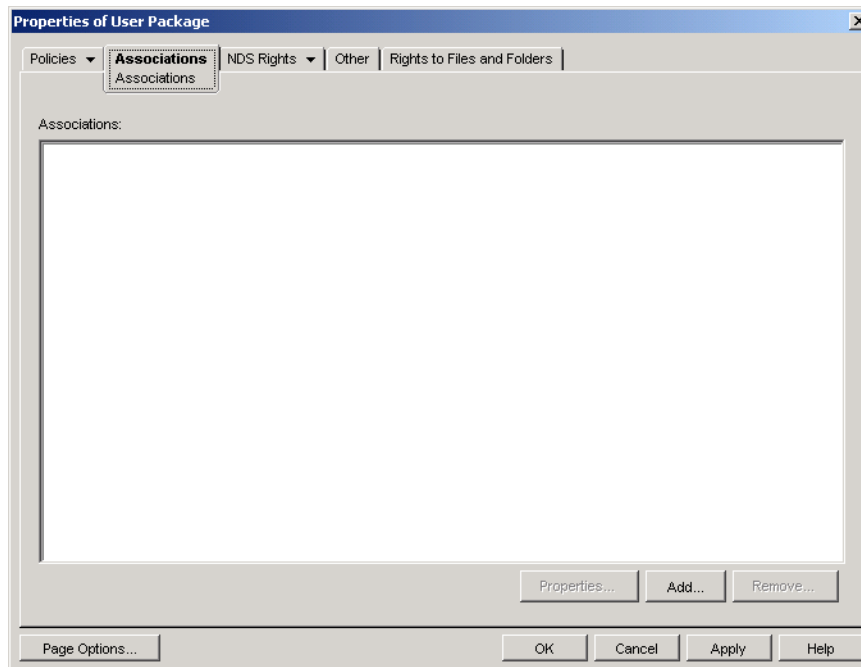 Properties of User Package
Policies Associations NDS Rights Other Rights to Files and Folders
Associations
Associations:
Properties... Add... Remove...
Page Options... OK Cancel Apply Help